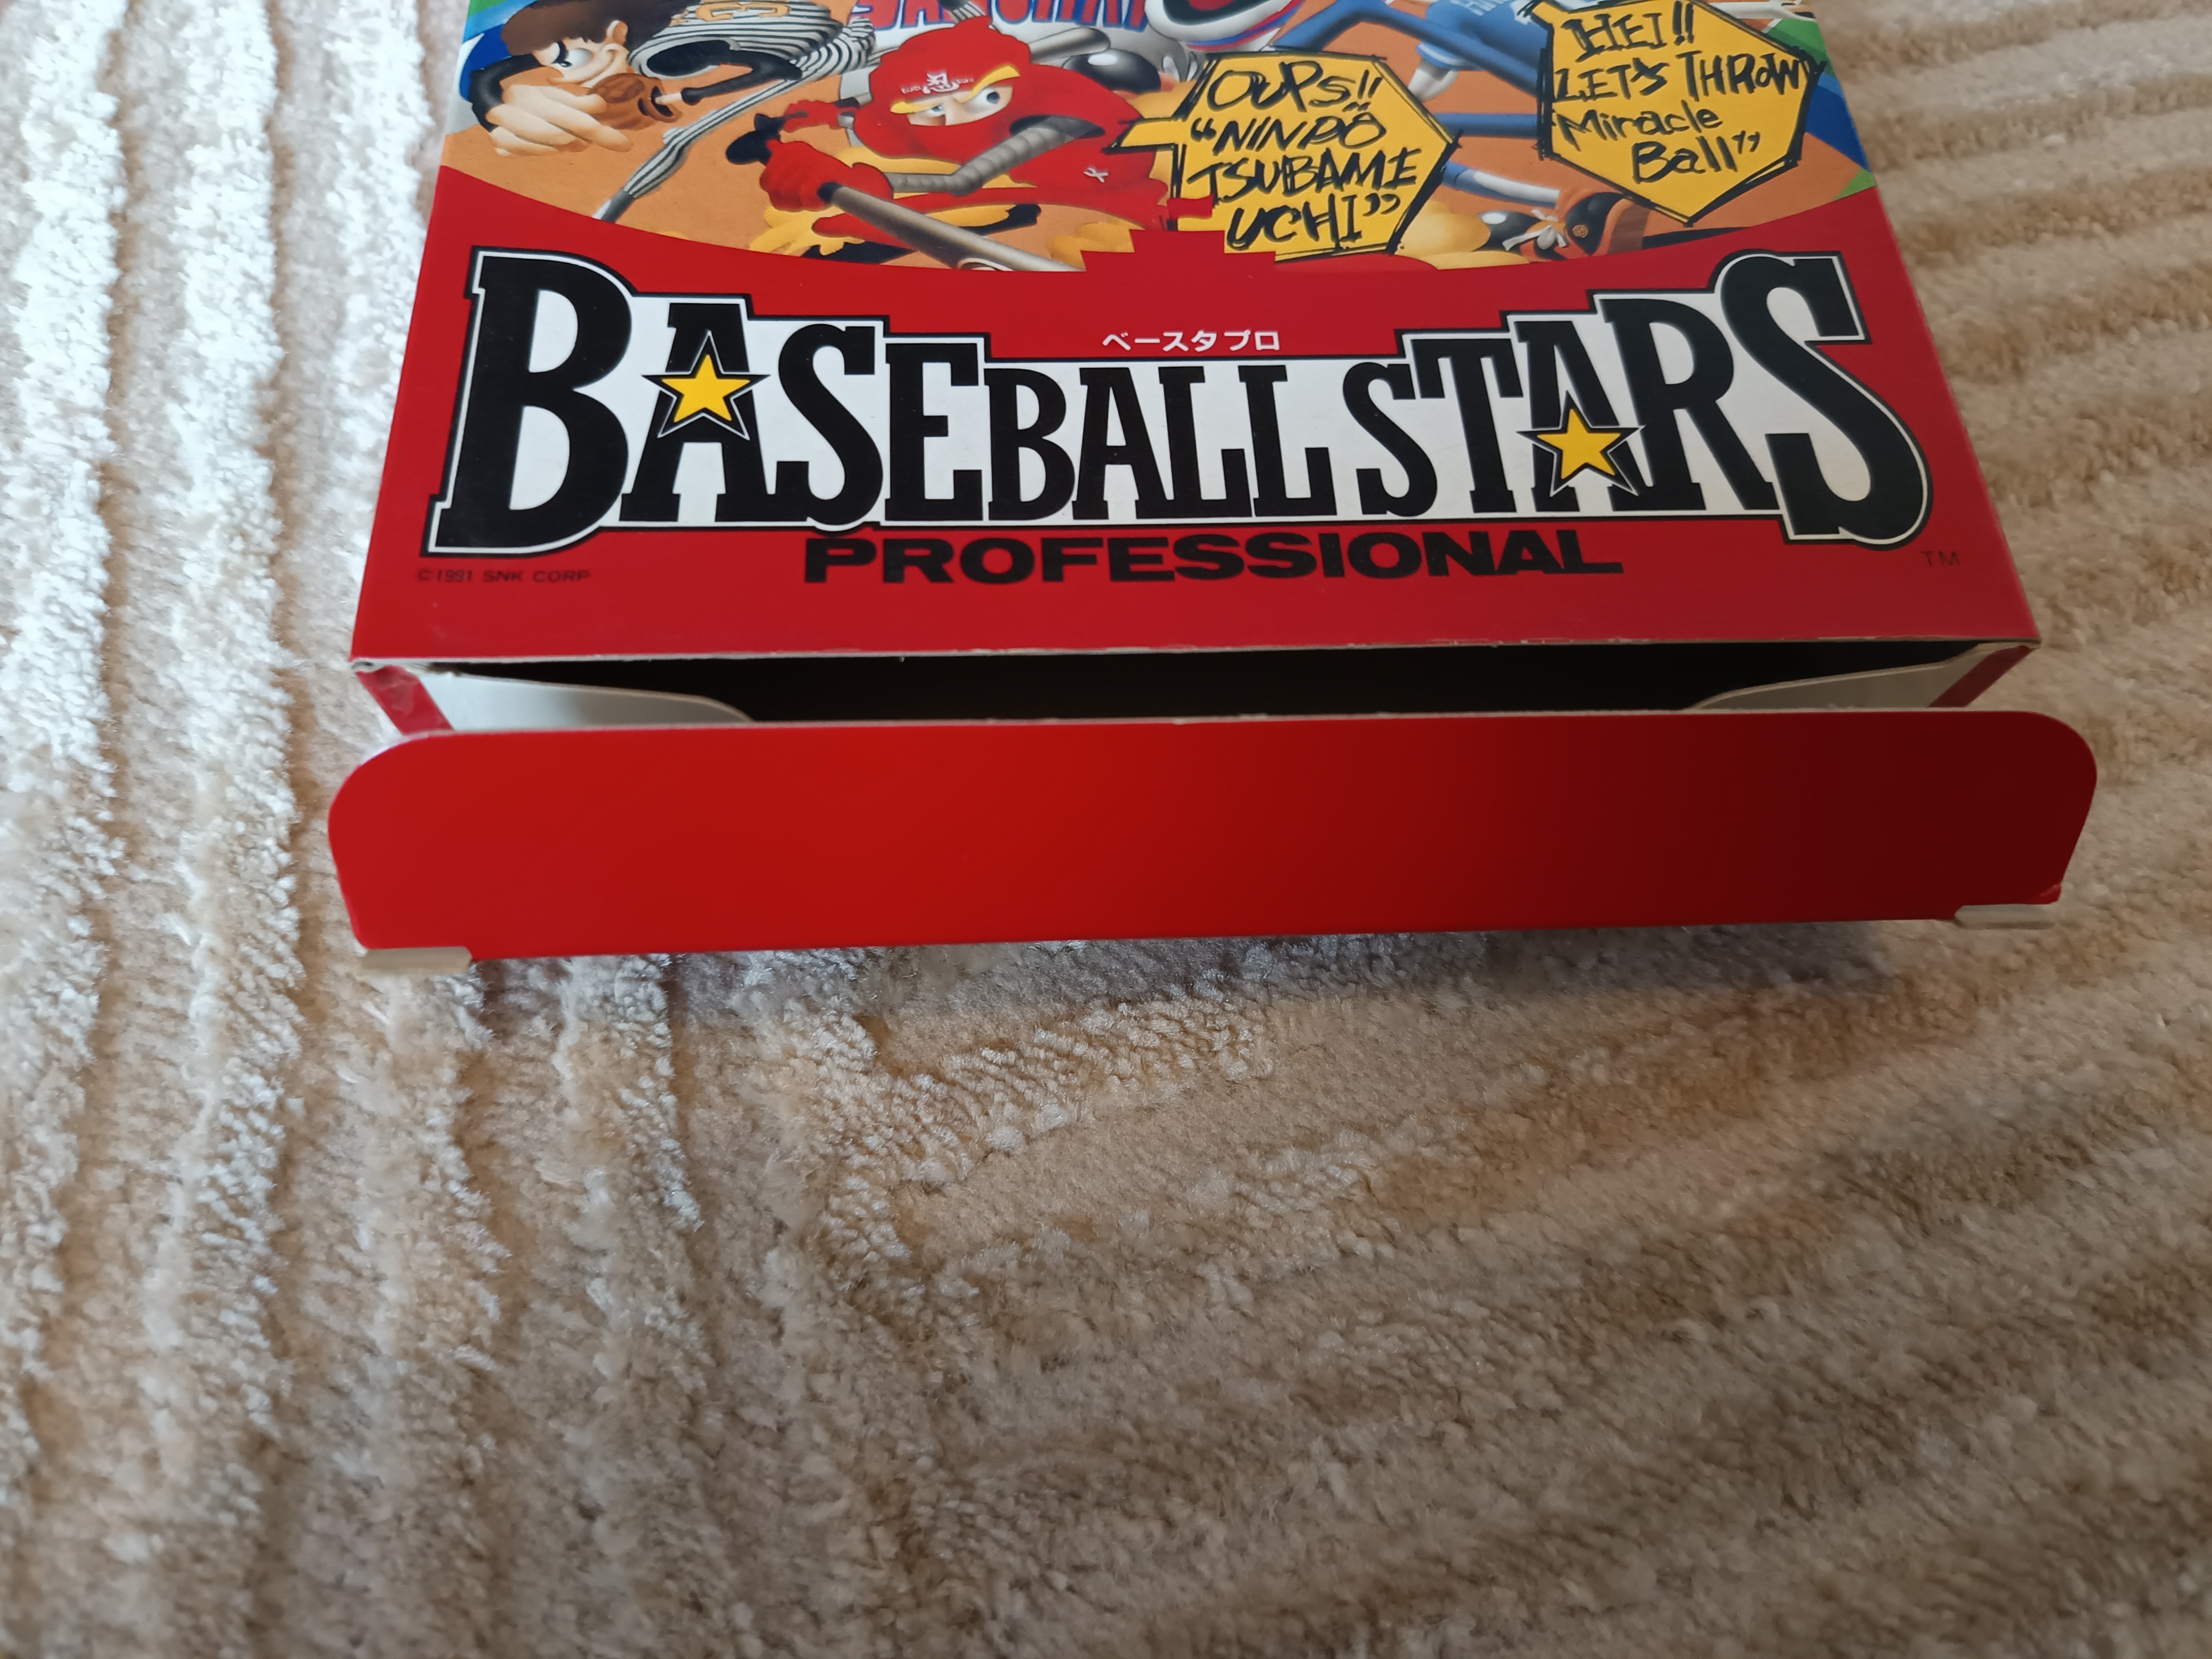 OUPS!!
"NINPŌ
TSUBAME
UCHI"
HEI!!
LET'S THROW
Miracle
Ball"
忍
ベースタプロ
BASEBALL STARS
PROFESSIONAL
©1991 SNK CORP
TM